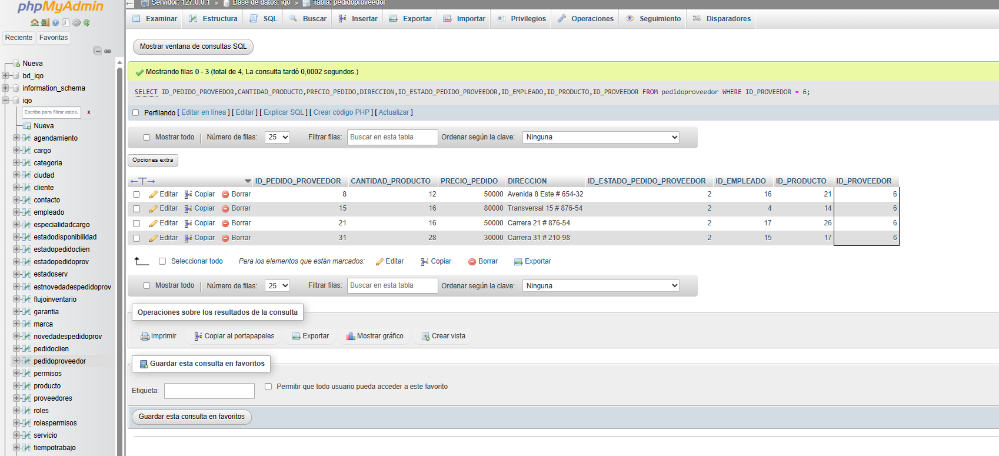 phpMyAdmin
Reciente Favoritas
Nueva
bd_iqo
information_schema
iqo
Escribe para filtrar estos, x
Nueva
agendamiento
cargo
categoria
ciudad
cliente
contacto
empleado
especialidadcargo
estadodisponibilidad
estadopedidoclien
estadopedidoprov
estadoserv
estnovedadespedidoprov
flujoinventario
garantia
marca
novedadespedidoprov
pedidoclien
pedidoproveedor
permisos
producto
proveedores
roles
rolespermisos
servicio
tiempotrabajo
Servidor: 127.0.0.1 » Base de datos: iqo » Tabla: pedidoproveedor
Examinar Estructura SQL Buscar Insertar Exportar Importar Privilegios Operaciones Seguimiento Disparadores
Mostrar ventana de consultas SQL
Mostrando filas 0 - 3 (total de 4, La consulta tardó 0,0002 segundos.)
SELECT ID_PEDIDO_PROVEEDOR,CANTIDAD_PRODUCTO,PRECIO_PEDIDO,DIRECCION,ID_ESTADO_PEDIDO_PROVEEDOR,ID_EMPLEADO,ID_PRODUCTO,ID_PROVEEDOR FROM pedidoproveedor WHERE ID_PROVEEDOR = 6;
Perfilando [ Editar en línea ] [ Editar ] [ Explicar SQL ] [ Crear código PHP ] [ Actualizar ]
Mostrar todo Número de filas: 25 Filtrar filas: Buscar en esta tabla Ordenar según la clave: Ninguna
Opciones extra
ID_PEDIDO_PROVEEDOR CANTIDAD_PRODUCTO PRECIO_PEDIDO DIRECCION ID_ESTADO_PEDIDO_PROVEEDOR ID_EMPLEADO ID_PRODUCTO ID_PROVEEDOR
Editar Copiar Borrar 8 12 50000 Avenida 8 Este # 654-32 2 16 21 6
Editar Copiar Borrar 15 16 80000 Transversal 15 # 876-54 2 4 14 6
Editar Copiar Borrar 21 16 50000 Carrera 21 # 876-54 2 17 26 6
Editar Copiar Borrar 31 28 30000 Carrera 31 # 210-98 2 15 17 6
Seleccionar todo Para los elementos que están marcados: Editar Copiar Borrar Exportar
Mostrar todo Número de filas: 25 Filtrar filas: Buscar en esta tabla Ordenar según la clave: Ninguna
Operaciones sobre los resultados de la consulta
Imprimir Copiar al portapapeles Exportar Mostrar gráfico Crear vista
Guardar esta consulta en favoritos
Etiqueta: Permitir que todo usuario pueda acceder a este favorito
Guardar esta consulta en favoritos